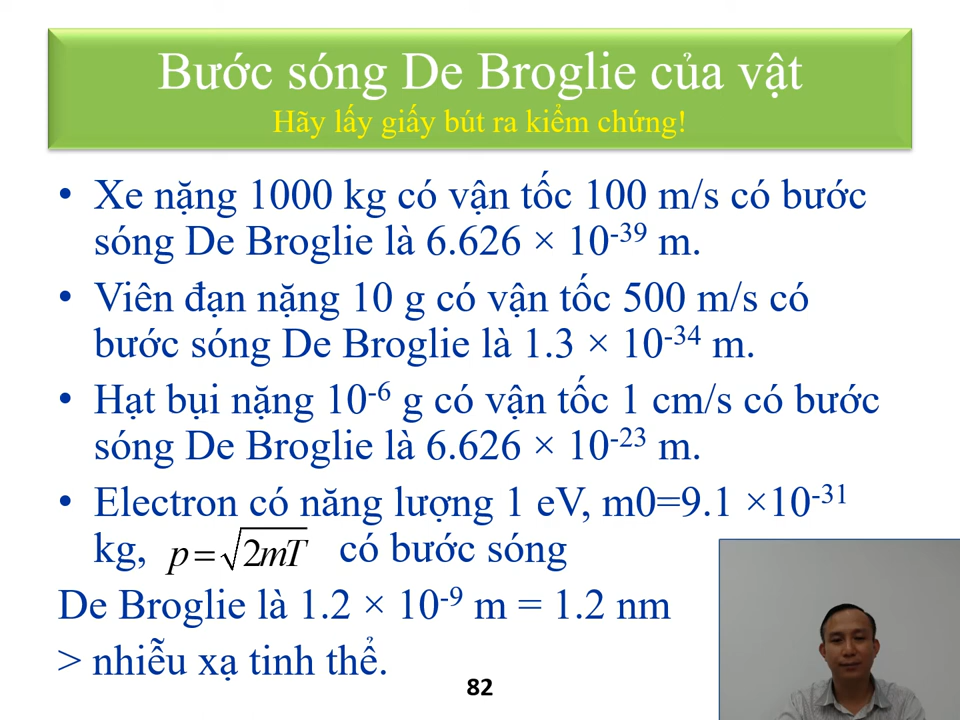 Bước sóng De Broglie của vật
Hãy lấy giấy bút ra kiểm chứng!
• Xe nặng 1000 kg có vận tốc 100 m/s có bước
sóng De Broglie là 6.626 × 10⁻³⁹ m.
• Viên đạn nặng 10 g có vận tốc 500 m/s có
bước sóng De Broglie là 1.3 × 10⁻³⁴ m.
• Hạt bụi nặng 10⁻⁶ g có vận tốc 1 cm/s có bước
sóng De Broglie là 6.626 × 10⁻²³ m.
• Electron có năng lượng 1 eV, m0=9.1 ×10⁻³¹
kg, p=√2mT có bước sóng
De Broglie là 1.2 × 10⁻⁹ m = 1.2 nm
> nhiễu xạ tinh thể.
82